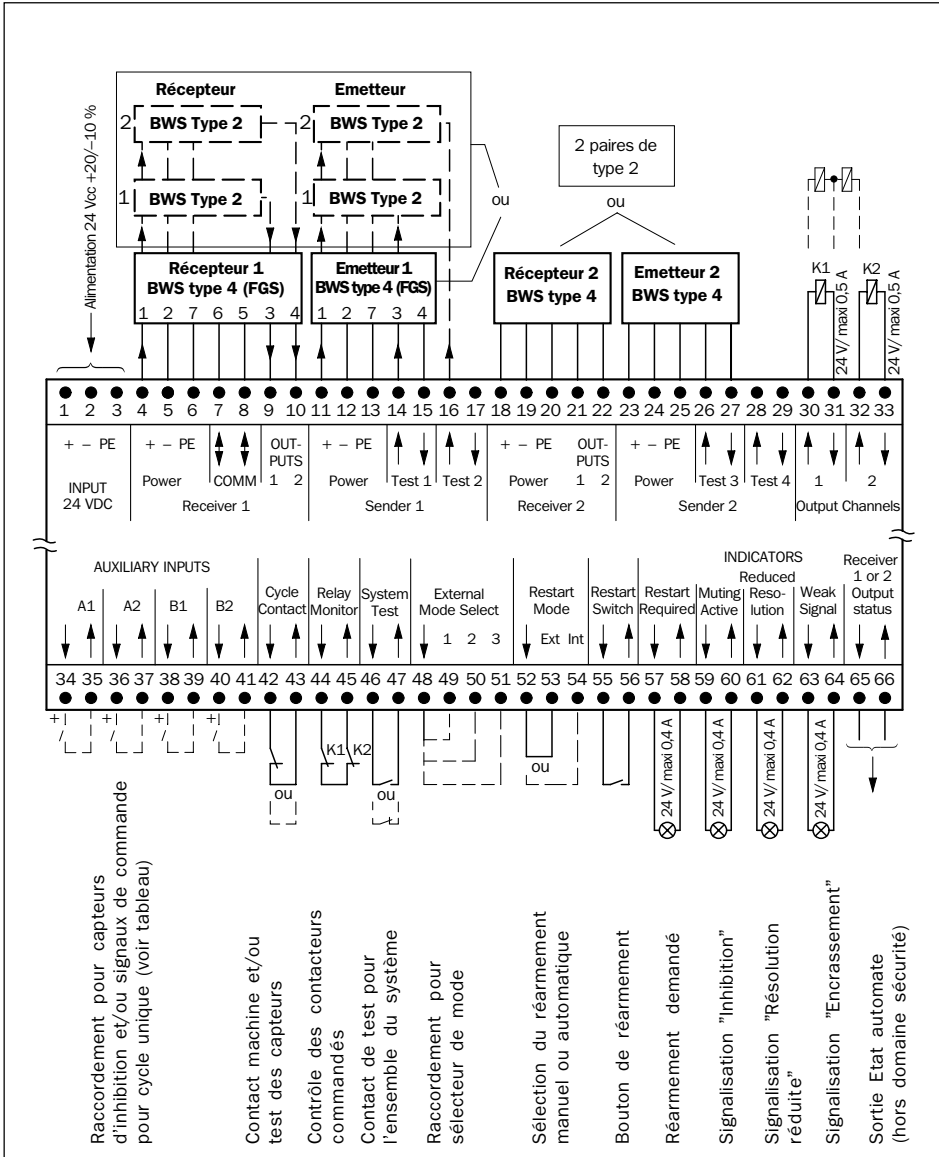 Récepteur
Emetteur
2 BWS Type 2
2 BWS Type 2
1 BWS Type 2
1 BWS Type 2
ou
2 paires de
type 2
ou
Alimentation 24 Vcc +20/–10 %
Récepteur 1
BWS type 4 (FGS)
1 2 7 6 5 3 4
Emetteur 1
BWS type 4 (FGS)
1 2 7 3 4
Récepteur 2
BWS type 4
Emetteur 2
BWS type 4
K1
24 V/ maxi 0,5 A
K2
24 V/ maxi 0,5 A
1 2 3 4 5 6 7 8 9 10 11 12 13 14 15 16 17 18 19 20 21 22 23 24 25 26 27 28 29 30 31 32 33
+ – PE
INPUT
24 VDC
+ – PE
Power
COMM
OUT-
PUTS
1 2
Receiver 1
+ – PE
Power
Test 1
Test 2
Sender 1
+ – PE
Power
OUT-
PUTS
1 2
Receiver 2
+ – PE
Power
Test 3
Test 4
Sender 2
1 2
Output Channels
AUXILIARY INPUTS
A1
A2
B1
B2
Cycle
Contact
Relay
Monitor
System
Test
External
Mode Select
1 2 3
Restart
Mode
Ext Int
Restart
Switch
INDICATORS
Restart
Required
Muting
Active
Reduced
Reso-
lution
Weak
Signal
Receiver
1 or 2
Output
status
34 35 36 37 38 39 40 41 42 43 44 45 46 47 48 49 50 51 52 53 54 55 56 57 58 59 60 61 62 63 64 65 66
+
+
+
+
ou
K1
K2
ou
ou
24 V/ maxi 0,4 A
24 V/ maxi 0,4 A
24 V/ maxi 0,4 A
24 V/ maxi 0,4 A
Raccordement pour capteurs
d'inhibition et/ou signaux de commande
pour cycle unique (voir tableau)
Contact machine et/ou
test des capteurs
Contrôle des contacteurs
commandés
Contact de test pour
l'ensemble du système
Raccordement pour
sélecteur de mode
Sélection du réarmement
manuel ou automatique
Bouton de réarmement
Réarmement demandé
Signalisation "Inhibition"
Signalisation "Résolution
réduite"
Signalisation "Encrassement"
Sortie Etat automate
(hors domaine sécurité)